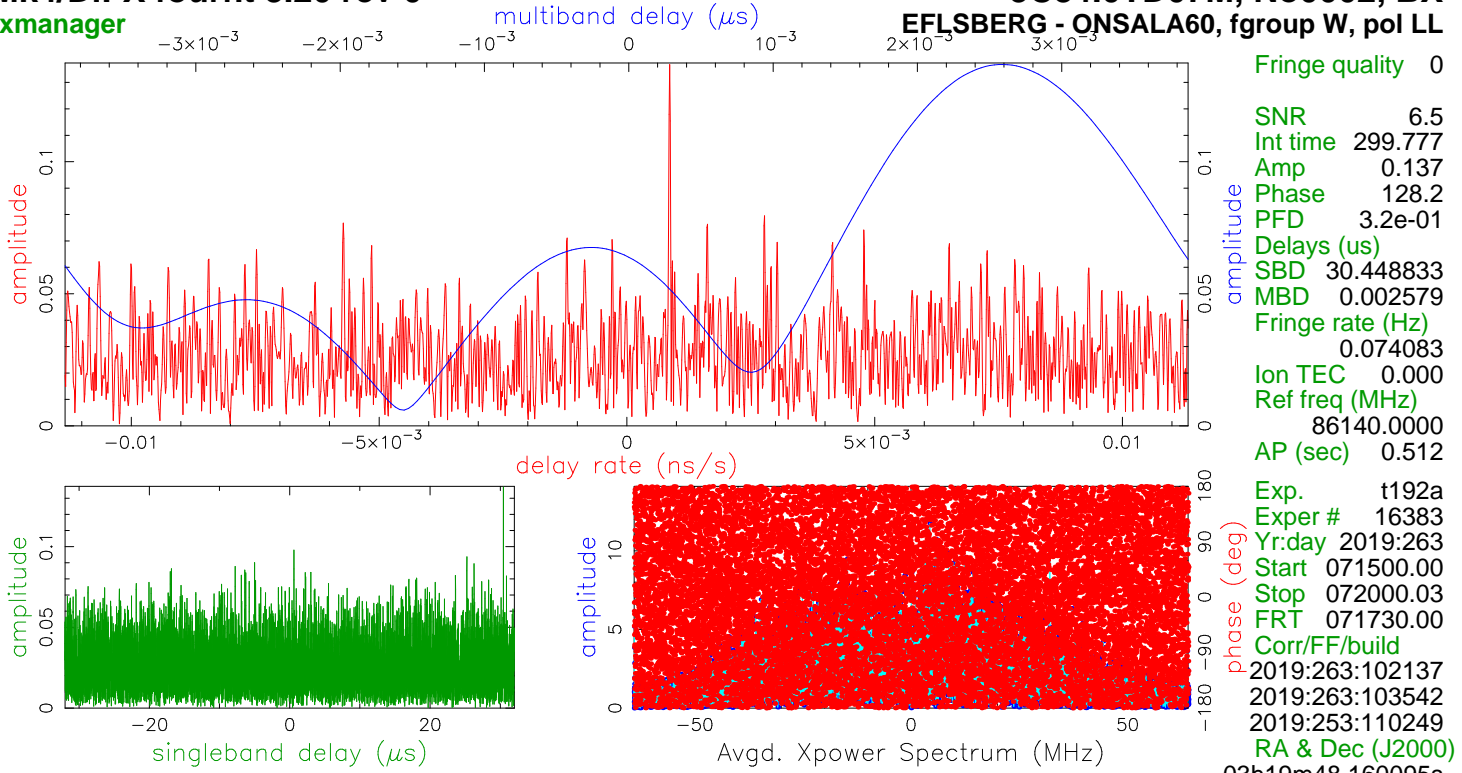 xmanager
EFLSBERG - ONSALA60, fgroup W, pol LL
multiband delay (μs)
−3×10⁻³ −2×10⁻³ −10⁻³ 0 10⁻³ 2×10⁻³ 3×10⁻³
amplitude
0 0.05 0.1
amplitude
0 0.05 0.1
−0.01 −5×10⁻³ 0 5×10⁻³ 0.01
delay rate (ns/s)
Fringe quality 0
SNR 6.5
Int time 299.777
Amp 0.137
Phase 128.2
PFD 3.2e-01
Delays (us)
SBD 30.448833
MBD 0.002579
Fringe rate (Hz)
0.074083
Ion TEC 0.000
Ref freq (MHz)
86140.0000
AP (sec) 0.512
Exp. t192a
Exper # 16383
Yr:day 2019:263
Start 071500.00
Stop 072000.03
FRT 071730.00
Corr/FF/build
2019:263:102137
2019:263:103542
2019:253:110249
RA & Dec (J2000)
amplitude
0 0.05 0.1
−20 0 20
singleband delay (μs)
amplitude
0 5 10
−180 −90 0 90 180
phase (deg)
−50 0 50
Avgd. Xpower Spectrum (MHz)